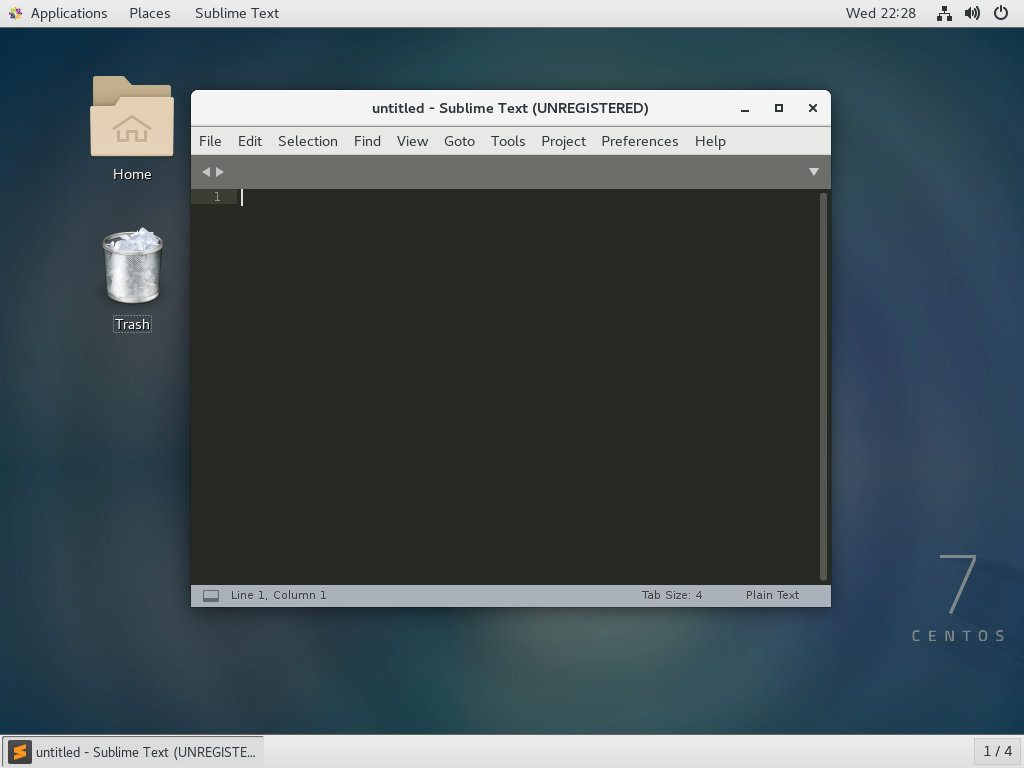 Applications Places Sublime Text Wed 22:28
Home
Trash
untitled - Sublime Text (UNREGISTERED)
File Edit Selection Find View Goto Tools Project Preferences Help
1
Line 1, Column 1 Tab Size: 4 Plain Text
7
CENTOS
untitled - Sublime Text (UNREGISTE... 1 / 4